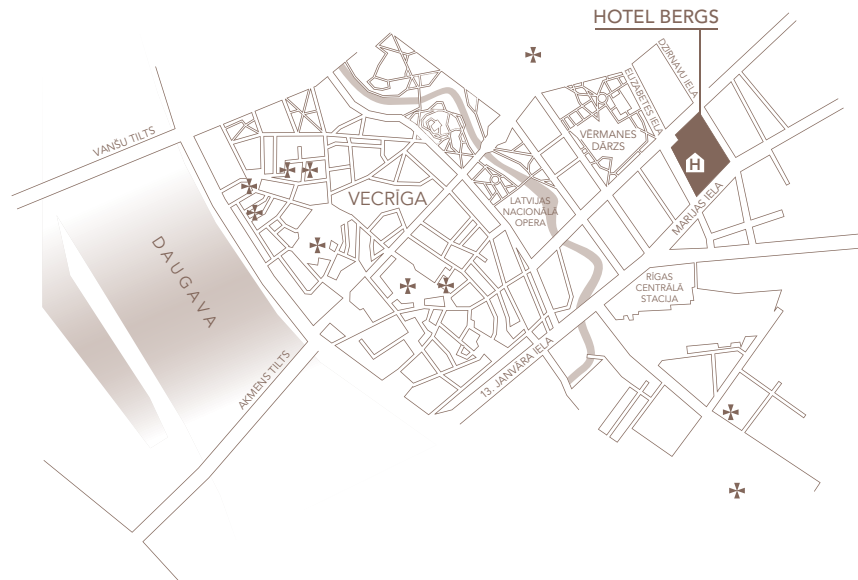 HOTEL BERGS
DZIRNAVU IELA
ELIZABETES IELA
VANŠU TILTS
VĒRMANES
DĀRZS
H
VECRĪGA
LATVIJAS
NACIONĀLĀ
OPERA
MARIJAS IELA
DAUGAVA
RĪGAS
CENTRĀLĀ
STACIJA
AKMENS TILTS
13. JANVĀRA IELA